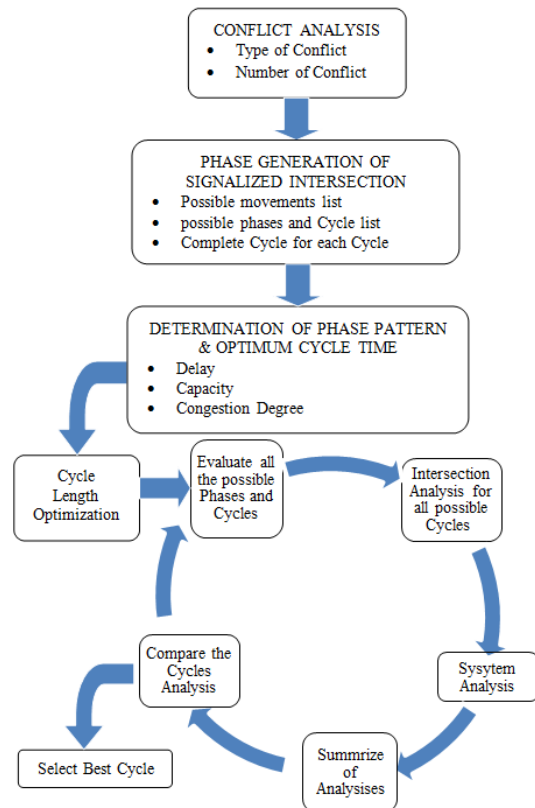 CONFLICT ANALYSIS
• Type of Conflict
• Number of Conflict
PHASE GENERATION OF
SIGNALIZED INTERSECTION
• Possible movements list
• possible phases and Cycle list
• Complete Cycle for each Cycle
DETERMINATION OF PHASE PATTERN
& OPTIMUM CYCLE TIME
• Delay
• Capacity
• Congestion Degree
Cycle
Length
Optimization
Evaluate all
the possible
Phases and
Cycles
Intersection
Analysis for
all possible
Cycles
Sysytem
Analysis
Summrize
of
Analysises
Compare the
Cycles
Analysis
Select Best Cycle